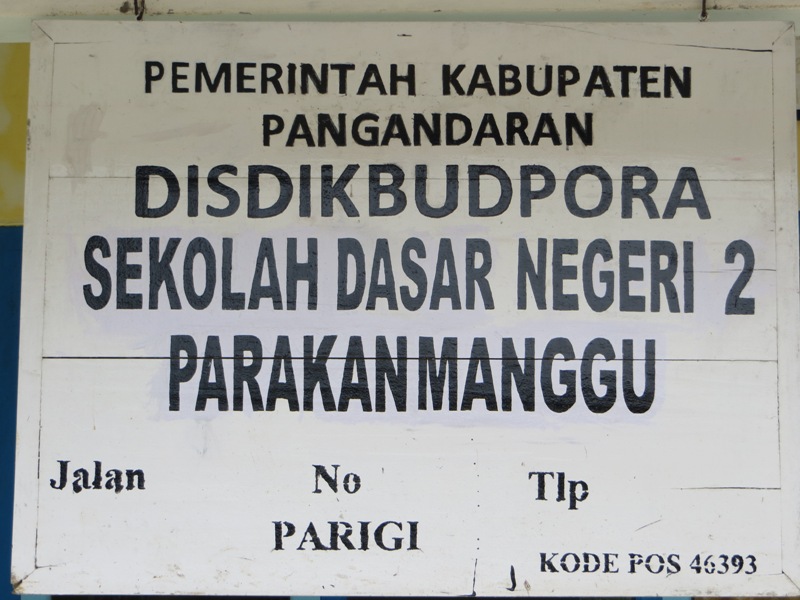 PEMERINTAH KABUPATEN
PANGANDARAN
DISDIKBUDPORA
SEKOLAH DASAR NEGERI 2
PARAKANMANGGU
Jalan No Tlp
PARIGI
KODE POS 46393